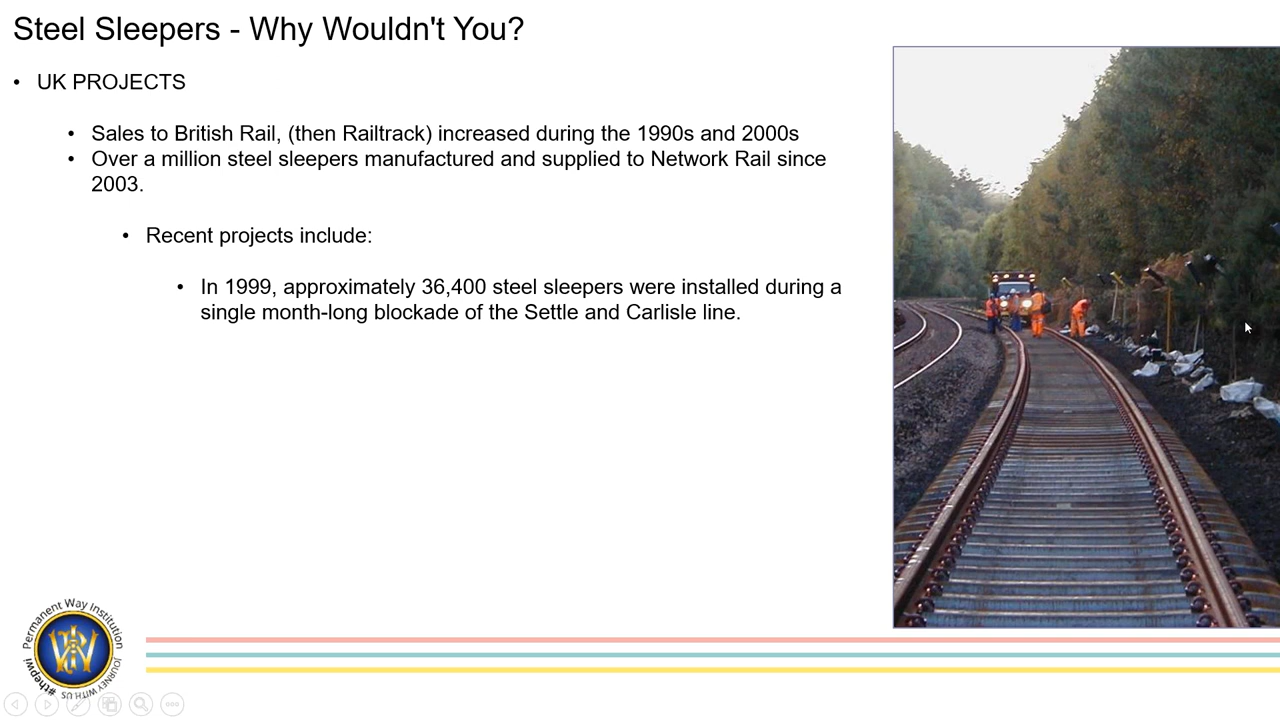 Steel Sleepers - Why Wouldn't You?
• UK PROJECTS
• Sales to British Rail, (then Railtrack) increased during the 1990s and 2000s
• Over a million steel sleepers manufactured and supplied to Network Rail since
2003.
• Recent projects include:
• In 1999, approximately 36,400 steel sleepers were installed during a
single month-long blockade of the Settle and Carlisle line.
Permanent Way Institution
JOURNEY WITH US
#thepwi